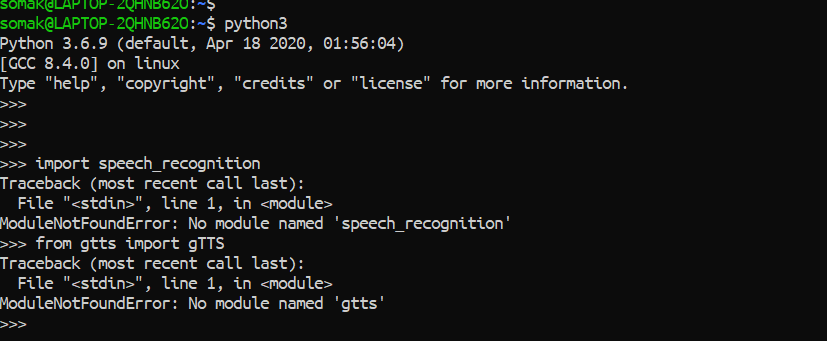 somak@LAPTOP-2QHNB62O:~$
somak@LAPTOP-2QHNB62O:~$ python3
Python 3.6.9 (default, Apr 18 2020, 01:56:04)
[GCC 8.4.0] on linux
Type "help", "copyright", "credits" or "license" for more information.
>>>
>>>
>>>
>>> import speech_recognition
Traceback (most recent call last):
  File "<stdin>", line 1, in <module>
ModuleNotFoundError: No module named 'speech_recognition'
>>> from gtts import gTTS
Traceback (most recent call last):
  File "<stdin>", line 1, in <module>
ModuleNotFoundError: No module named 'gtts'
>>>